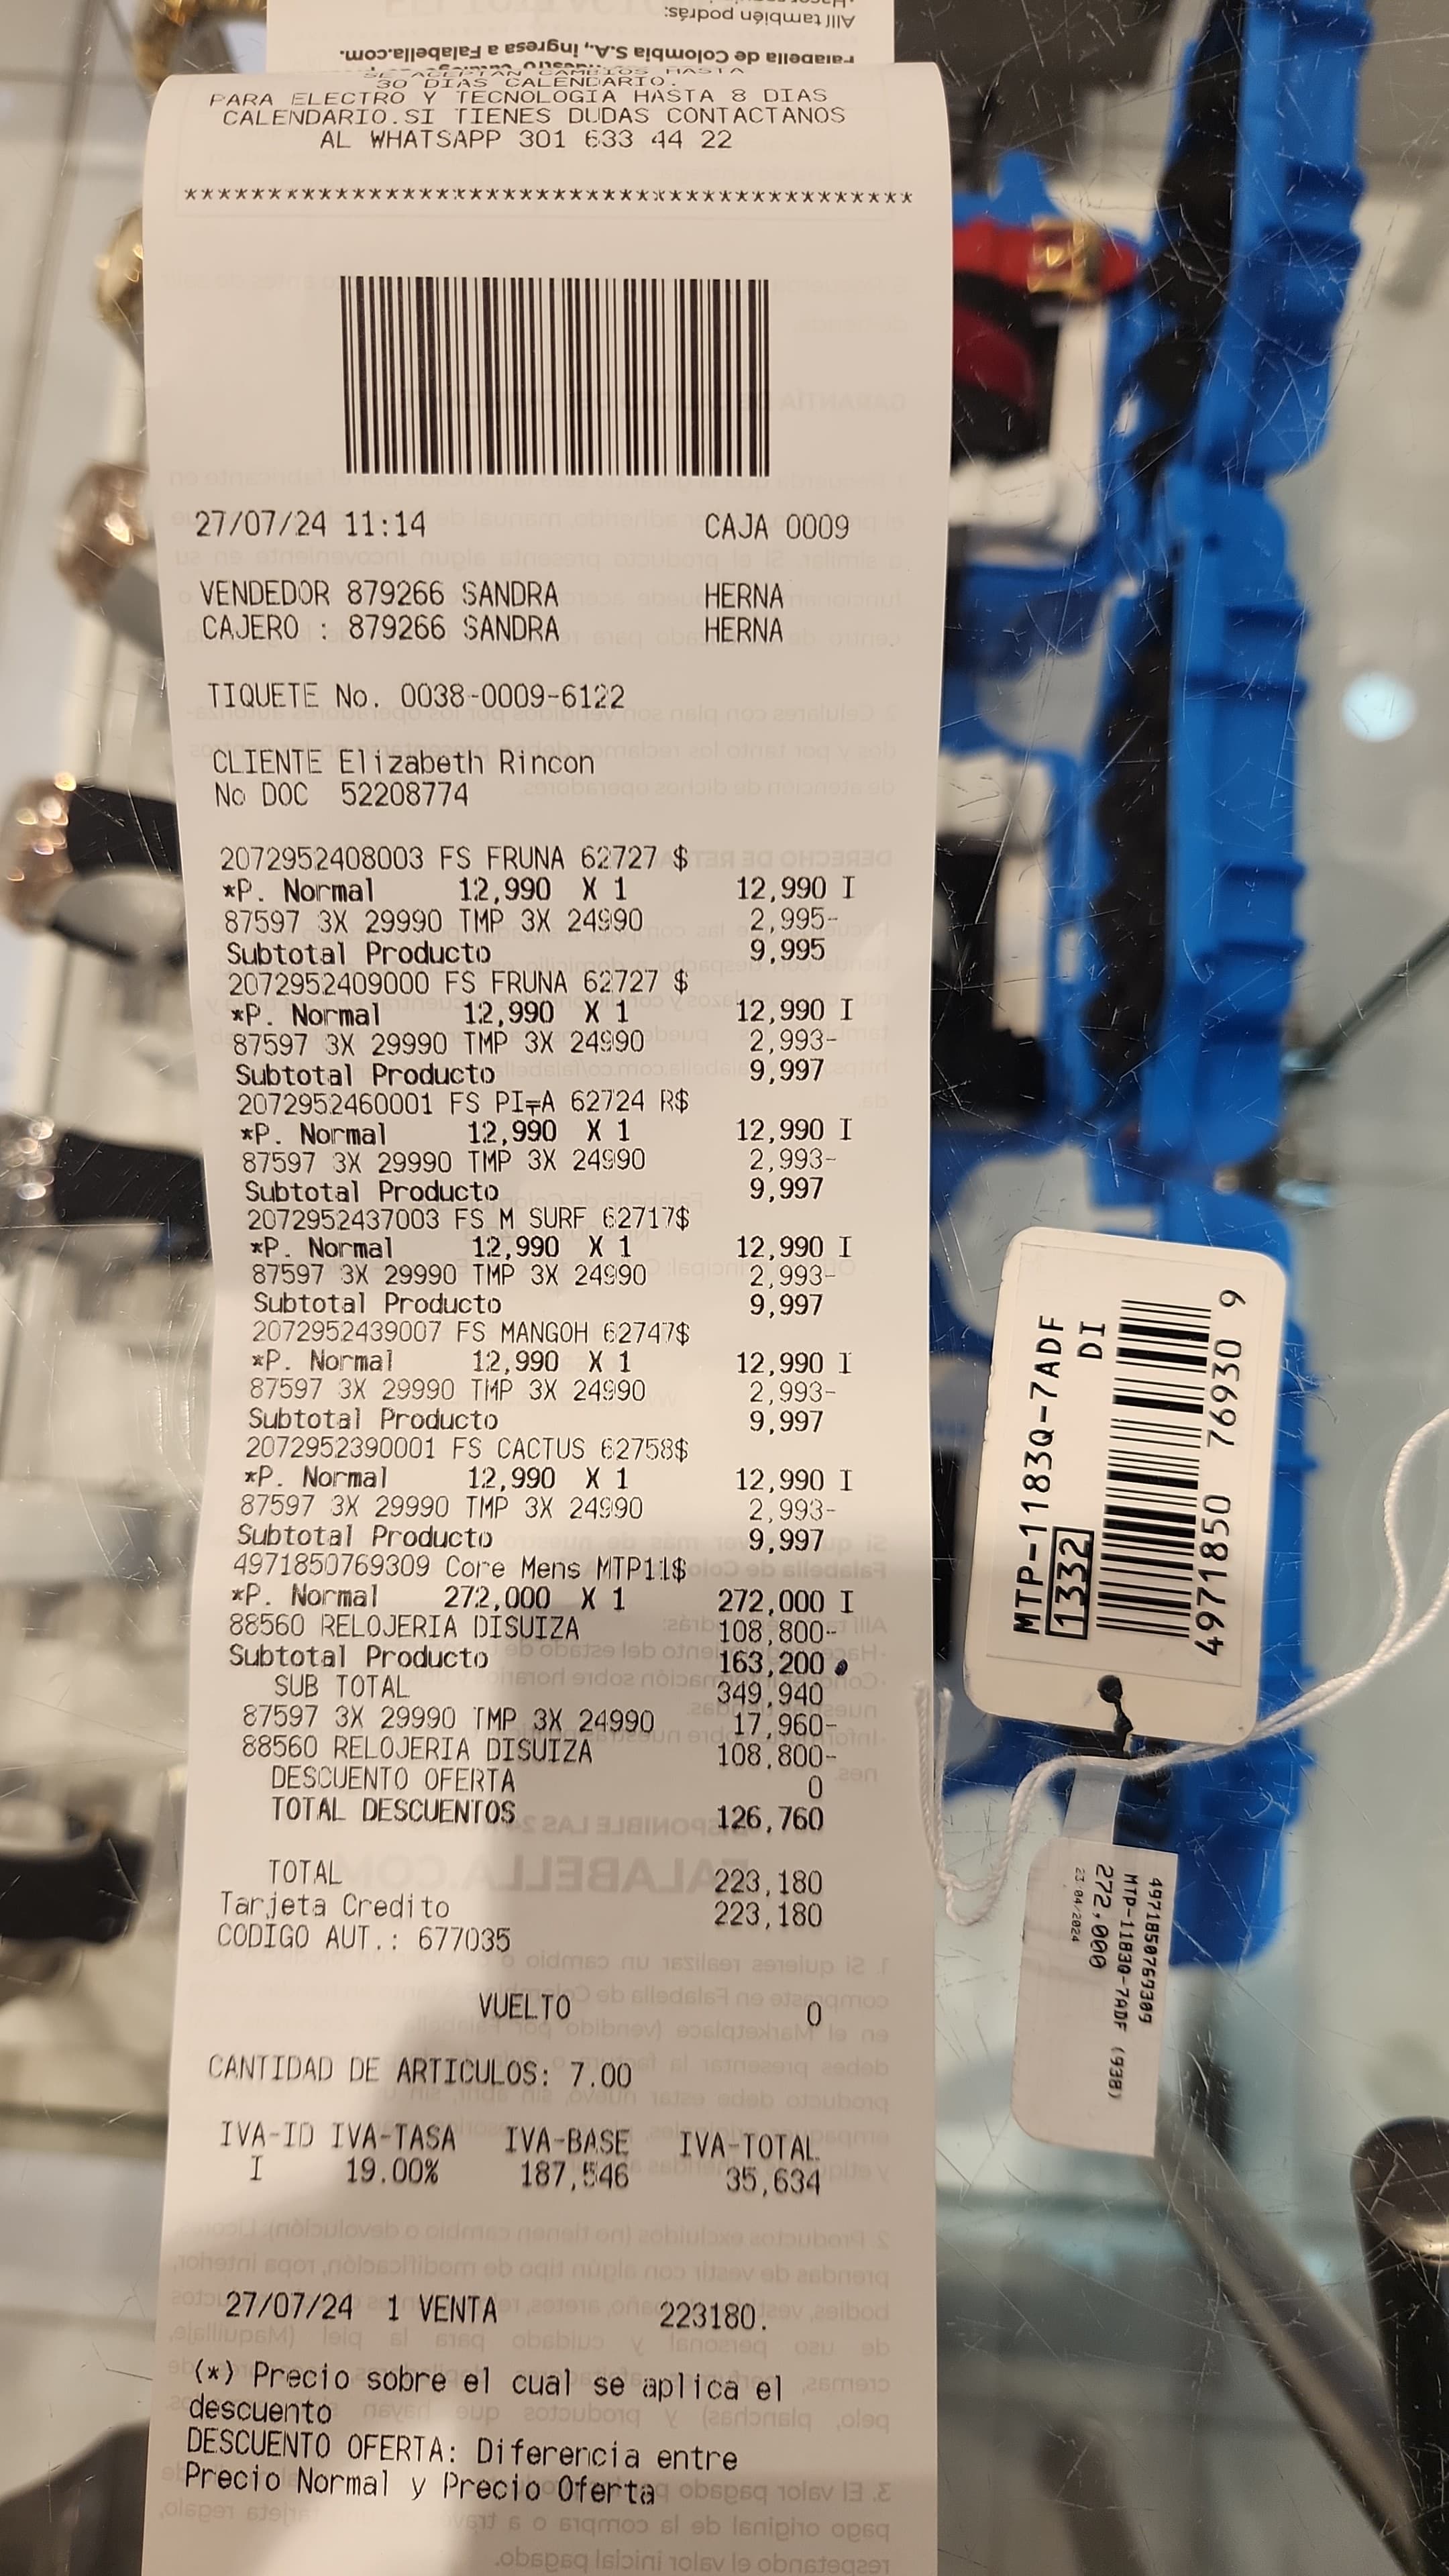 Allí también podrás:
Falabella de Colombia S.A., ingresa a Falabella.com.
SE ACEPTAN CAMBIOS HASTA
30 DIAS CALENDARIO.
PARA ELECTRO Y TECNOLOGIA HASTA 8 DIAS
CALENDARIO.SI TIENES DUDAS CONTACTANOS
AL WHATSAPP 301 633 44 22
********************************************
27/07/24 11:14 CAJA 0009
VENDEDOR 879266 SANDRA HERNA
CAJERO : 879266 SANDRA HERNA
TIQUETE No. 0038-0009-6122
CLIENTE Elizabeth Rincon
No DOC 52208774
2072952408003 FS FRUNA 62727 $
*P. Normal 12,990 X 1 12,990 I
87597 3X 29990 TMP 3X 24990 2,995-
Subtotal Producto 9,995
2072952409000 FS FRUNA 62727 $
*P. Normal 12,990 X 1 12,990 I
87597 3X 29990 TMP 3X 24990 2,993-
Subtotal Producto 9,997
2072952460001 FS PI╤A 62724 R$
*P. Normal 12,990 X 1 12,990 I
87597 3X 29990 TMP 3X 24990 2,993-
Subtotal Producto 9,997
2072952437003 FS M SURF 62717$
*P. Normal 12,990 X 1 12,990 I
87597 3X 29990 TMP 3X 24990 2,993-
Subtotal Producto 9,997
2072952439007 FS MANGOH 62747$
*P. Normal 12,990 X 1 12,990 I
87597 3X 29990 TMP 3X 24990 2,993-
Subtotal Producto 9,997
2072952390001 FS CACTUS 62758$
*P. Normal 12,990 X 1 12,990 I
87597 3X 29990 TMP 3X 24990 2,993-
Subtotal Producto 9,997
4971850769309 Core Mens MTP11$
*P. Normal 272,000 X 1 272,000 I
88560 RELOJERIA DISUIZA 108,800-
Subtotal Producto 163,200
SUB TOTAL 349,940
87597 3X 29990 TMP 3X 24990 17,960-
88560 RELOJERIA DISUIZA 108,800-
DESCUENTO OFERTA 0
TOTAL DESCUENTOS 126,760
TOTAL 223,180
Tarjeta Credito 223,180
CODIGO AUT.: 677035
VUELTO 0
CANTIDAD DE ARTICULOS: 7.00
IVA-ID IVA-TASA IVA-BASE IVA-TOTAL
I 19.00% 187,546 35,634
27/07/24 1 VENTA 223180.
(*) Precio sobre el cual se aplica el
descuento
DESCUENTO OFERTA: Diferencia entre
Precio Normal y Precio Oferta
MTP-1183Q-7ADF
1332 DI
4971850 76930 9
4971850769309
MTP-1183Q-7ADF (938)
272,000
23/04/2024